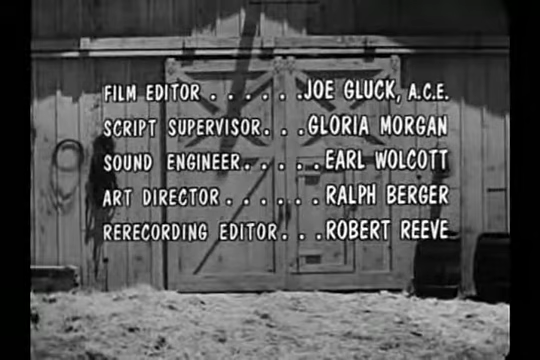 FILM EDITOR . . . . . . JOE GLUCK, A.C.E.
SCRIPT SUPERVISOR. . . GLORIA MORGAN
SOUND ENGINEER. . . . . EARL WOLCOTT
ART DIRECTOR . . . . . . RALPH BERGER
RERECORDING EDITOR. . . ROBERT REEVE